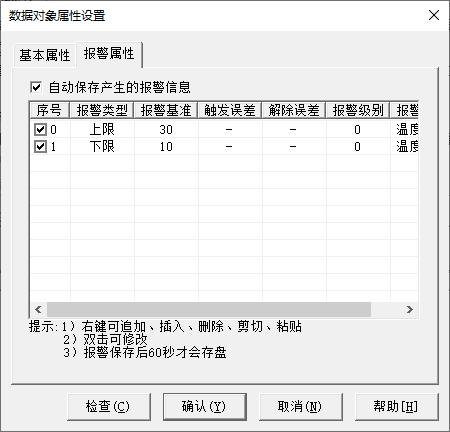 数据对象属性设置
基本属性 报警属性
自动保存产生的报警信息
序号 报警类型 报警基准 触发误差 解除误差 报警级别 报警
0 上限 30 - - 0 温度
1 下限 10 - - 0 温度
提示:1）右键可追加、插入、删除、剪切、粘贴
2）双击可修改
3）报警保存后60秒才会存盘
检查(C) 确认(Y) 取消(N) 帮助[H]